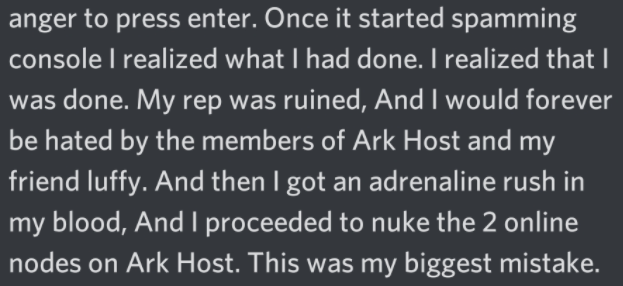 anger to press enter. Once it started spamming
console I realized what I had done. I realized that I
was done. My rep was ruined, And I would forever
be hated by the members of Ark Host and my
friend luffy. And then I got an adrenaline rush in
my blood, And I proceeded to nuke the 2 online
nodes on Ark Host. This was my biggest mistake.